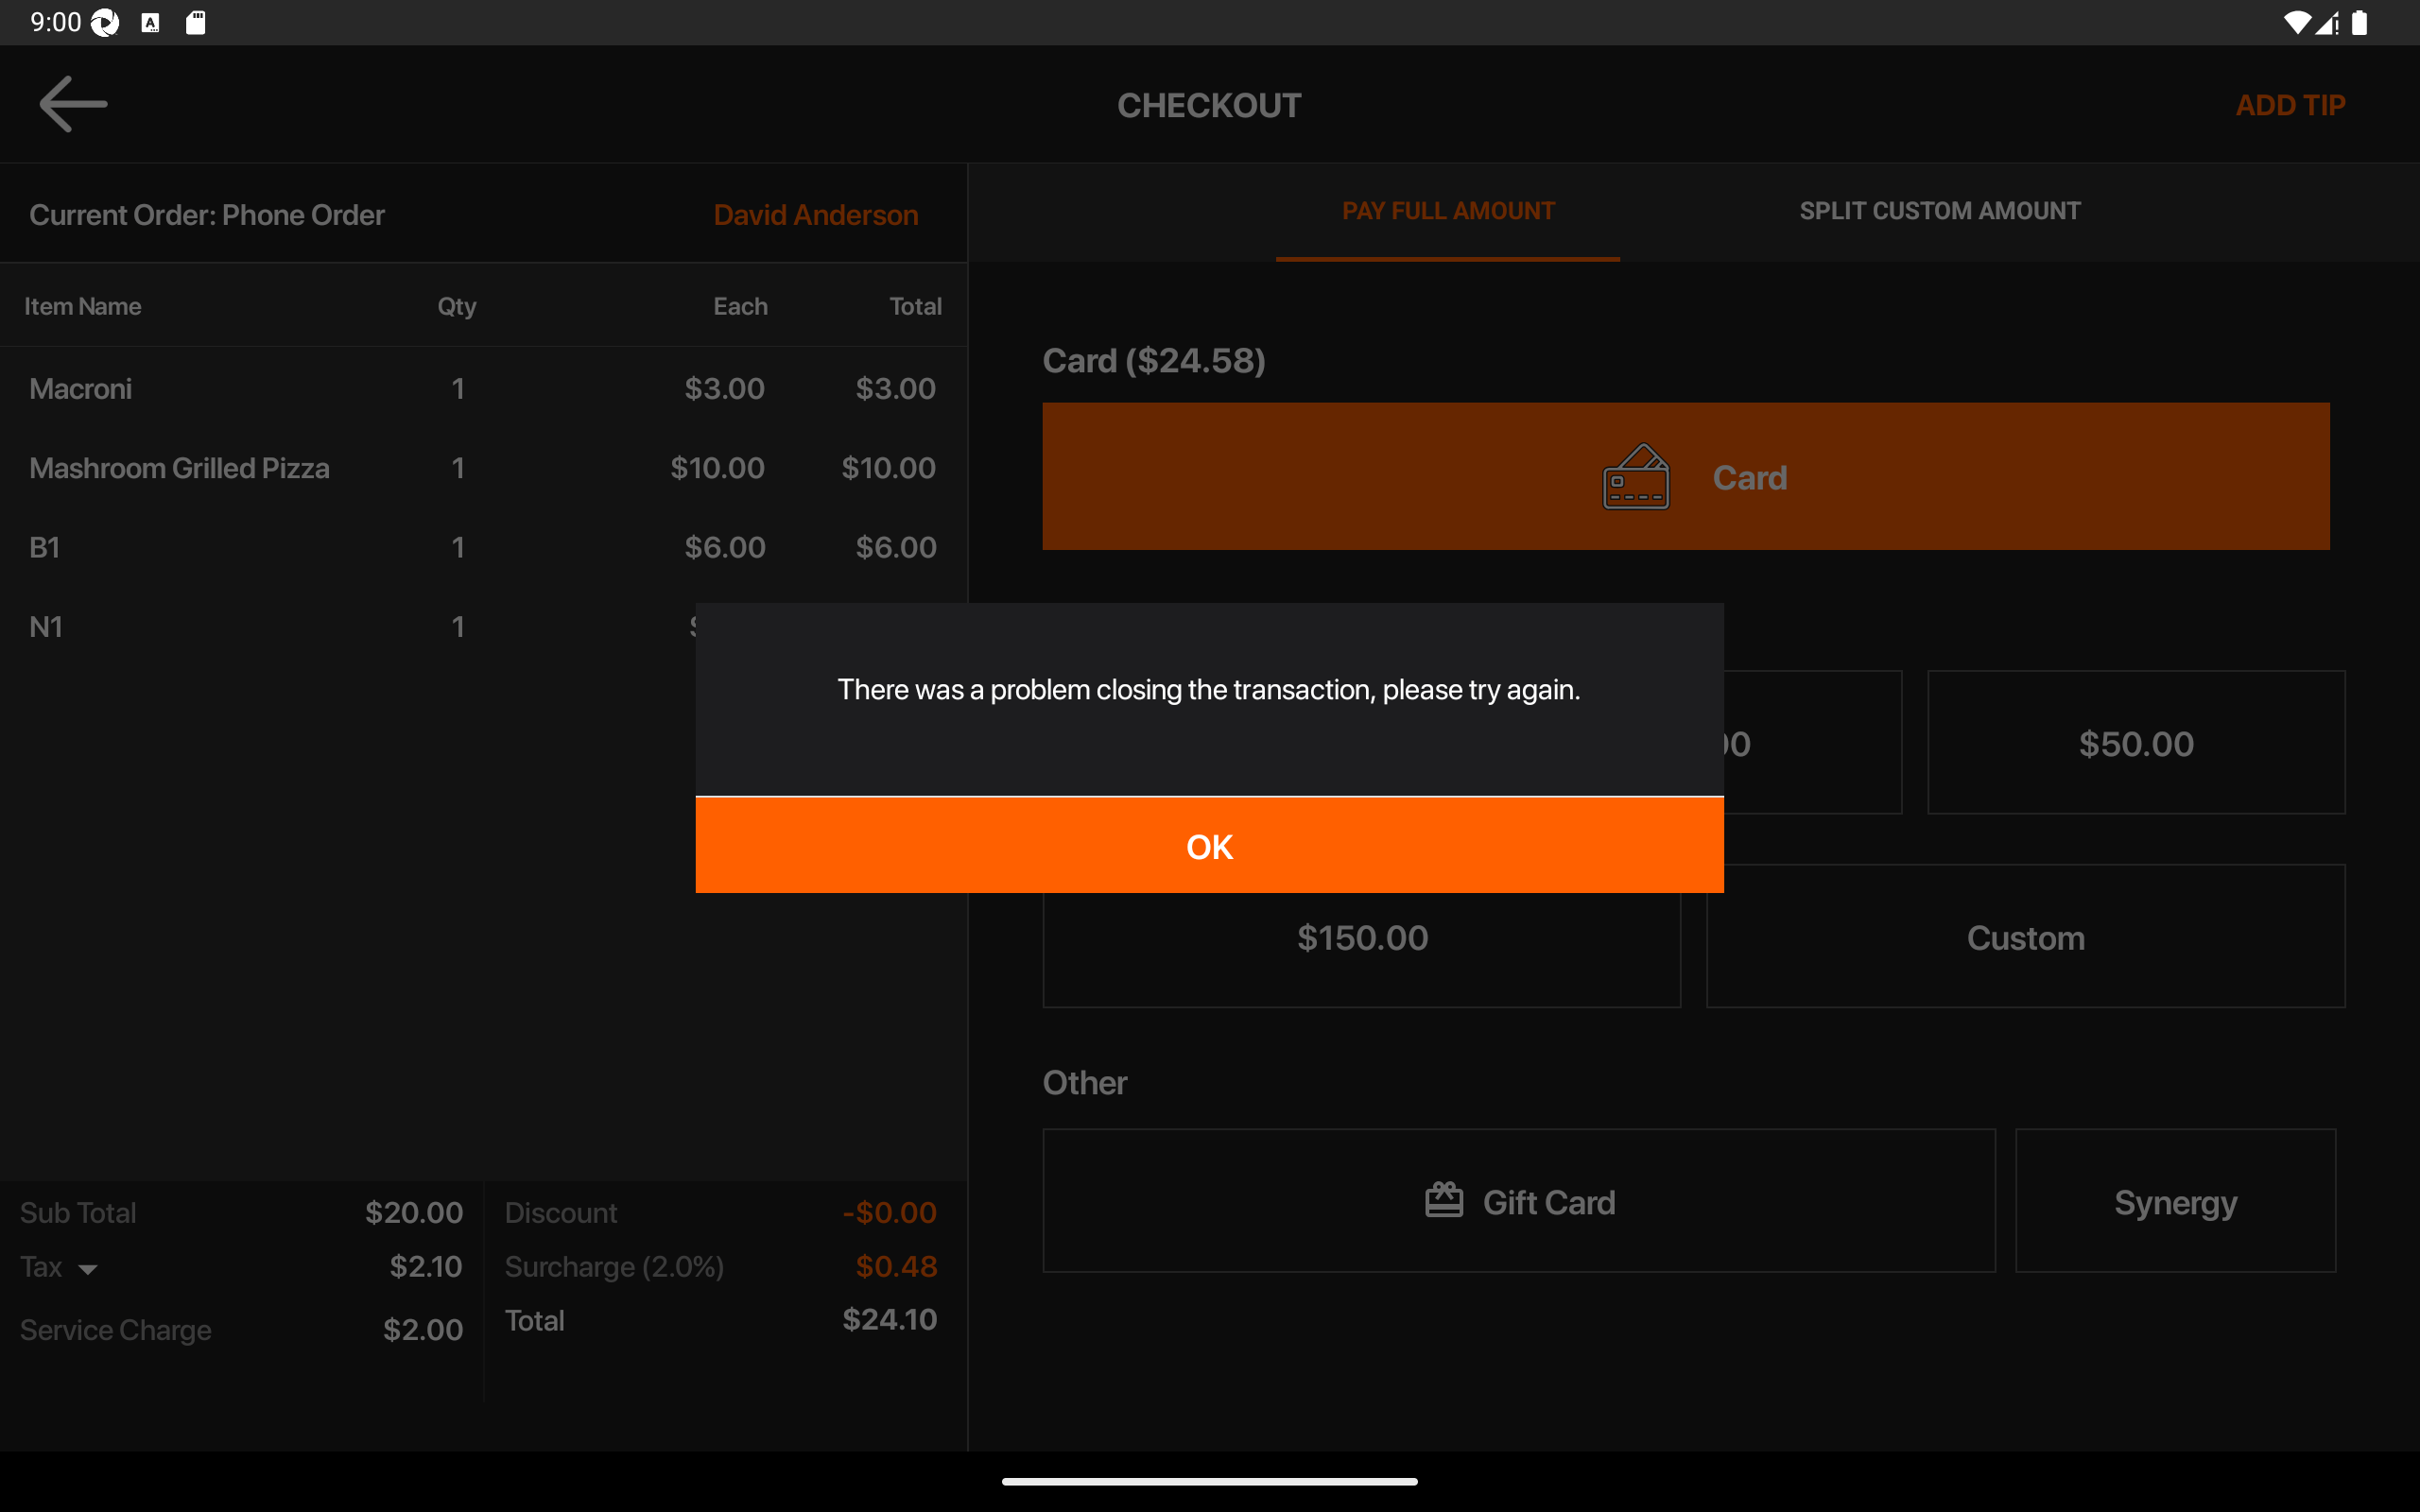 9:00
CHECKOUT
ADD TIP
Current Order: Phone Order
David Anderson
PAY FULL AMOUNT
SPLIT CUSTOM AMOUNT
Item Name Qty Each Total
Macroni 1 $3.00 $3.00
Mashroom Grilled Pizza 1 $10.00 $10.00
B1 1 $6.00 $6.00
N1 1
Card ($24.58)
Card
There was a problem closing the transaction, please try again.
OK
$50.00
$150.00
Custom
Other
Gift Card
Synergy
Sub Total $20.00
Tax $2.10
Service Charge $2.00
Discount -$0.00
Surcharge (2.0%) $0.48
Total $24.10